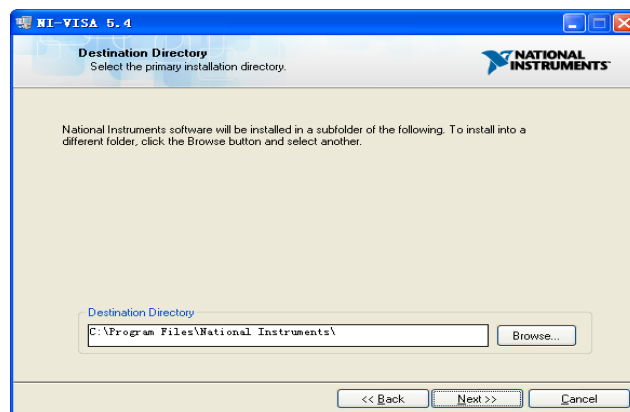 NI-VISA 5.4
Destination Directory
Select the primary installation directory.
NATIONAL
INSTRUMENTS
National Instruments software will be installed in a subfolder of the following. To install into a
different folder, click the Browse button and select another.
Destination Directory
C:\Program Files\National Instruments\
Browse...
<< Back
Next >>
Cancel